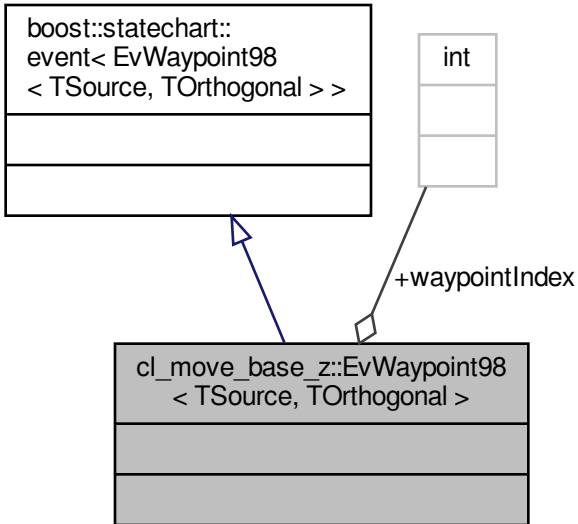 boost::statechart::
event< EvWaypoint98
< TSource, TOrthogonal > >
int
+waypointIndex
cl_move_base_z::EvWaypoint98
< TSource, TOrthogonal >